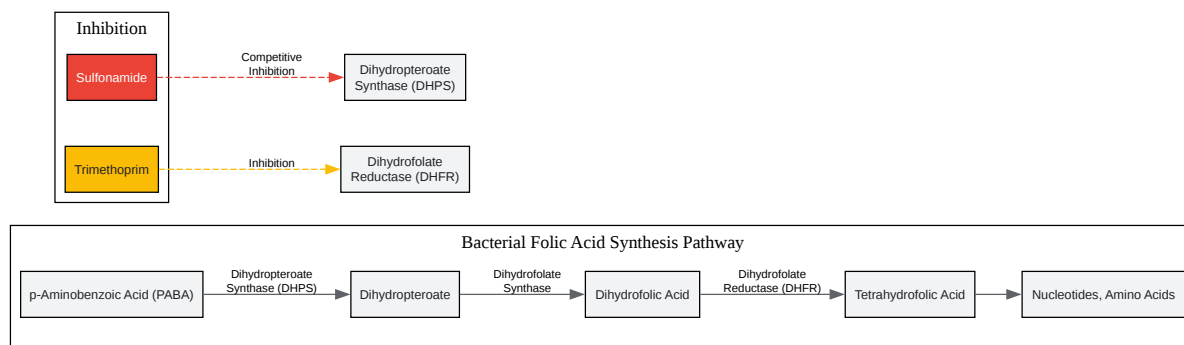 Inhibition
Sulfonamide
Competitive
Inhibition
Dihydropteroate
Synthase (DHPS)
Trimethoprim
Inhibition
Dihydrofolate
Reductase (DHFR)
Bacterial Folic Acid Synthesis Pathway
p-Aminobenzoic Acid (PABA)
Dihydropteroate
Synthase (DHPS)
Dihydropteroate
Dihydrofolate
Synthase
Dihydrofolic Acid
Dihydrofolate
Reductase (DHFR)
Tetrahydrofolic Acid
Nucleotides, Amino Acids